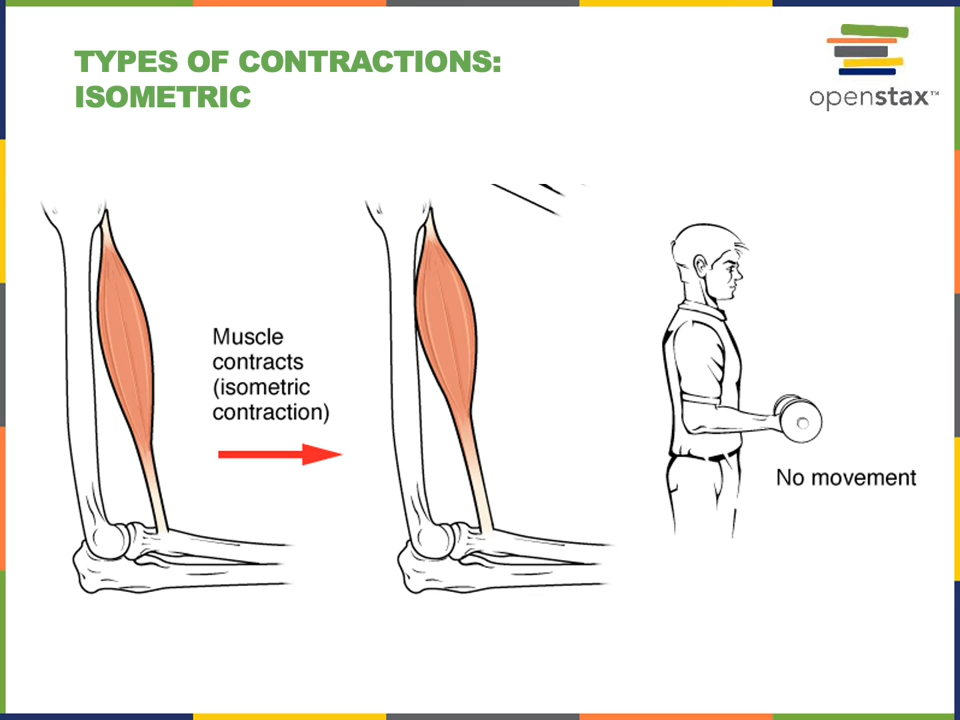 TYPES OF CONTRACTIONS:
ISOMETRIC
openstax™
Muscle
contracts
(isometric
contraction)
No movement